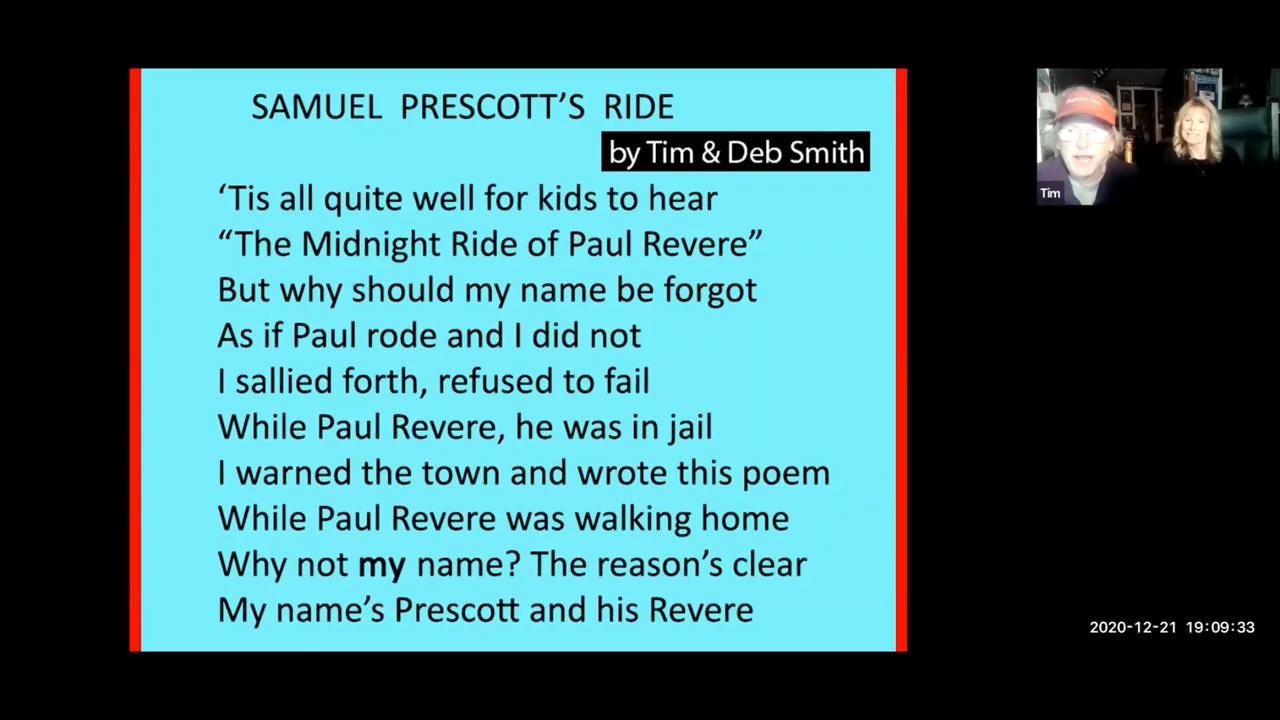 SAMUEL PRESCOTT’S RIDE
by Tim & Deb Smith
‘Tis all quite well for kids to hear
“The Midnight Ride of Paul Revere”
But why should my name be forgot
As if Paul rode and I did not
I sallied forth, refused to fail
While Paul Revere, he was in jail
I warned the town and wrote this poem
While Paul Revere was walking home
Why not my name? The reason’s clear
My name’s Prescott and his Revere
Tim
2020-12-21 19:09:33